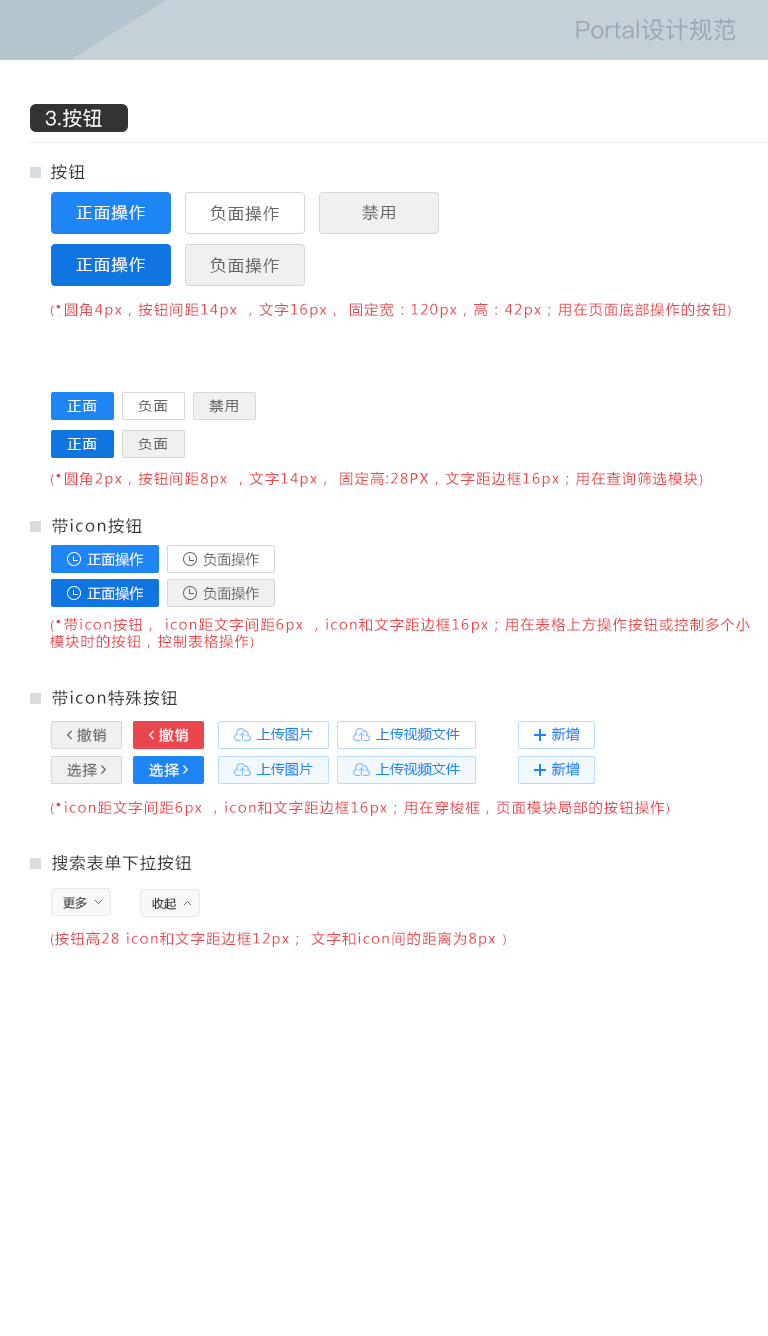 Portal设计规范
3.按钮
按钮
正面操作 负面操作 禁用
正面操作 负面操作
(*圆角4px，按钮间距14px ，文字16px， 固定宽：120px，高：42px；用在页面底部操作的按钮)
正面 负面 禁用
正面 负面
(*圆角2px，按钮间距8px ，文字14px， 固定高:28PX，文字距边框16px；用在查询筛选模块)
带icon按钮
正面操作 负面操作
正面操作 负面操作
(*带icon按钮， icon距文字间距6px ，icon和文字距边框16px；用在表格上方操作按钮或控制多个小
模块时的按钮，控制表格操作)
带icon特殊按钮
撤销 撤销 上传图片 上传视频文件 新增
选择 选择 上传图片 上传视频文件 新增
(*icon距文字间距6px ，icon和文字距边框16px；用在穿梭框，页面模块局部的按钮操作)
搜索表单下拉按钮
更多 收起
(按钮高28 icon和文字距边框12px； 文字和icon间的距离为8px )